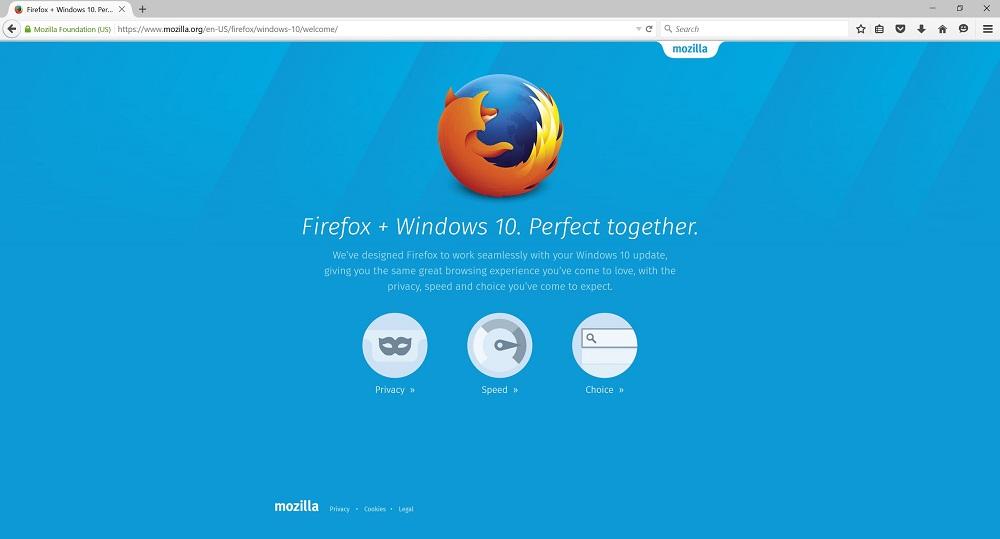 Firefox + Windows 10. Per...
Mozilla Foundation (US)
https://www.mozilla.org/en-US/firefox/windows-10/welcome/
Search
mozilla
Firefox + Windows 10. Perfect together.
We've designed Firefox to work seamlessly with your Windows 10 update,
giving you the same great browsing experience you've come to love, with the
privacy, speed and choice you've come to expect.
Privacy »
Speed »
Choice »
mozilla
Privacy • Cookies • Legal